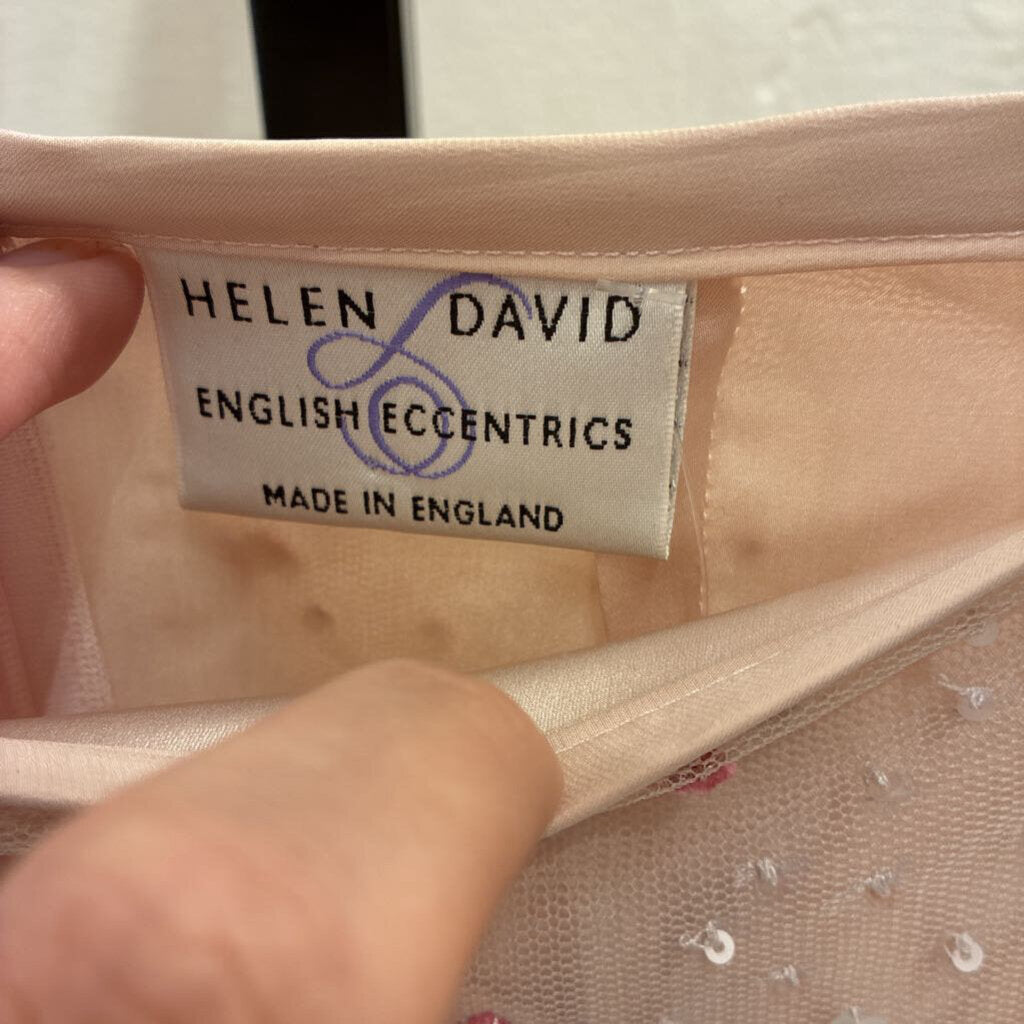 HELEN DAVID
ENGLISH ECCENTRICS
MADE IN ENGLAND